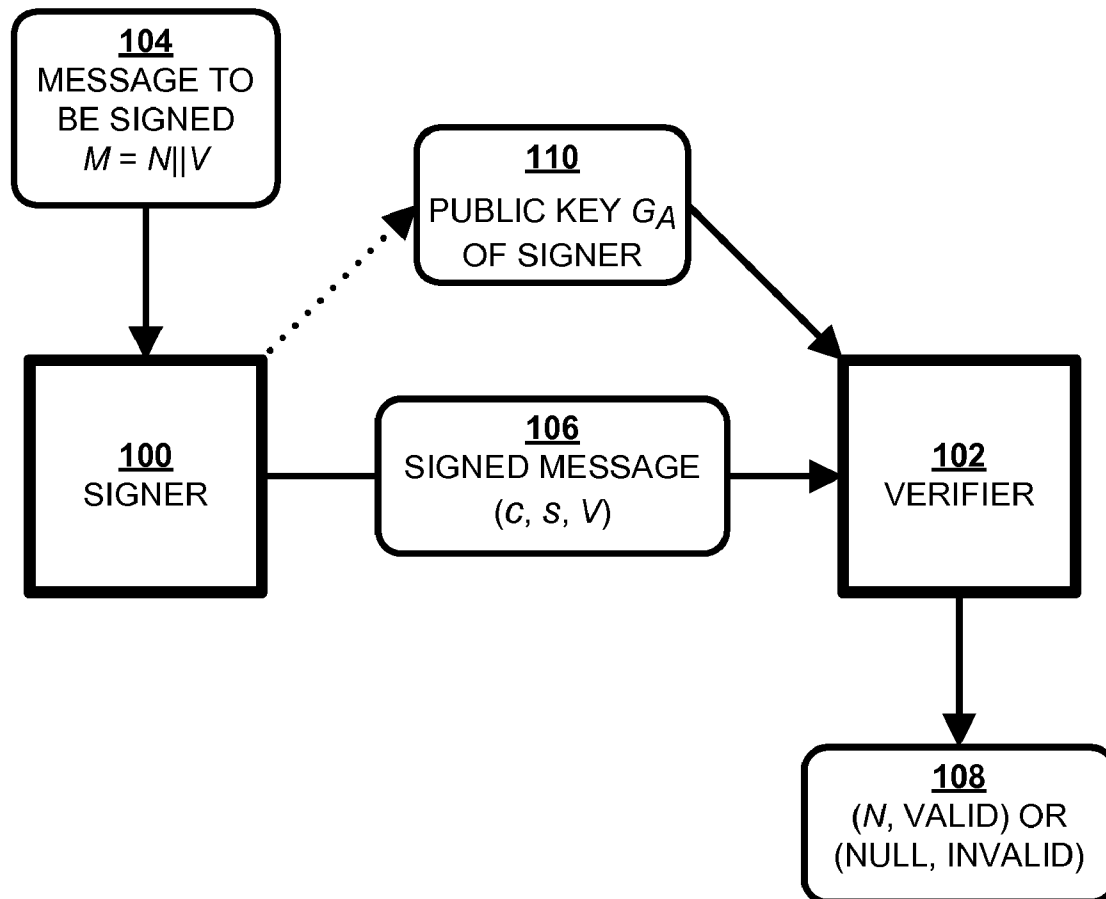 104
MESSAGE TO
BE SIGNED
M = N||V
110
PUBLIC KEY G_A
OF SIGNER
100
SIGNER
106
SIGNED MESSAGE
(c, s, V)
102
VERIFIER
108
(N, VALID) OR
(NULL, INVALID)